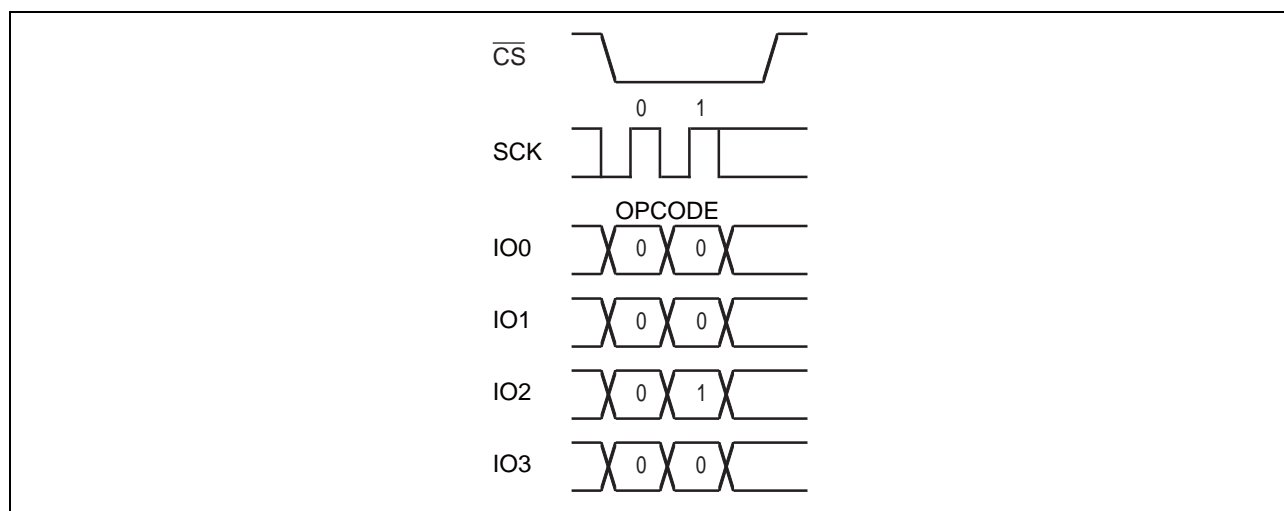 CS
0 1
SCK
OPCODE
IO0 0 0
IO1 0 0
IO2 0 1
IO3 0 0